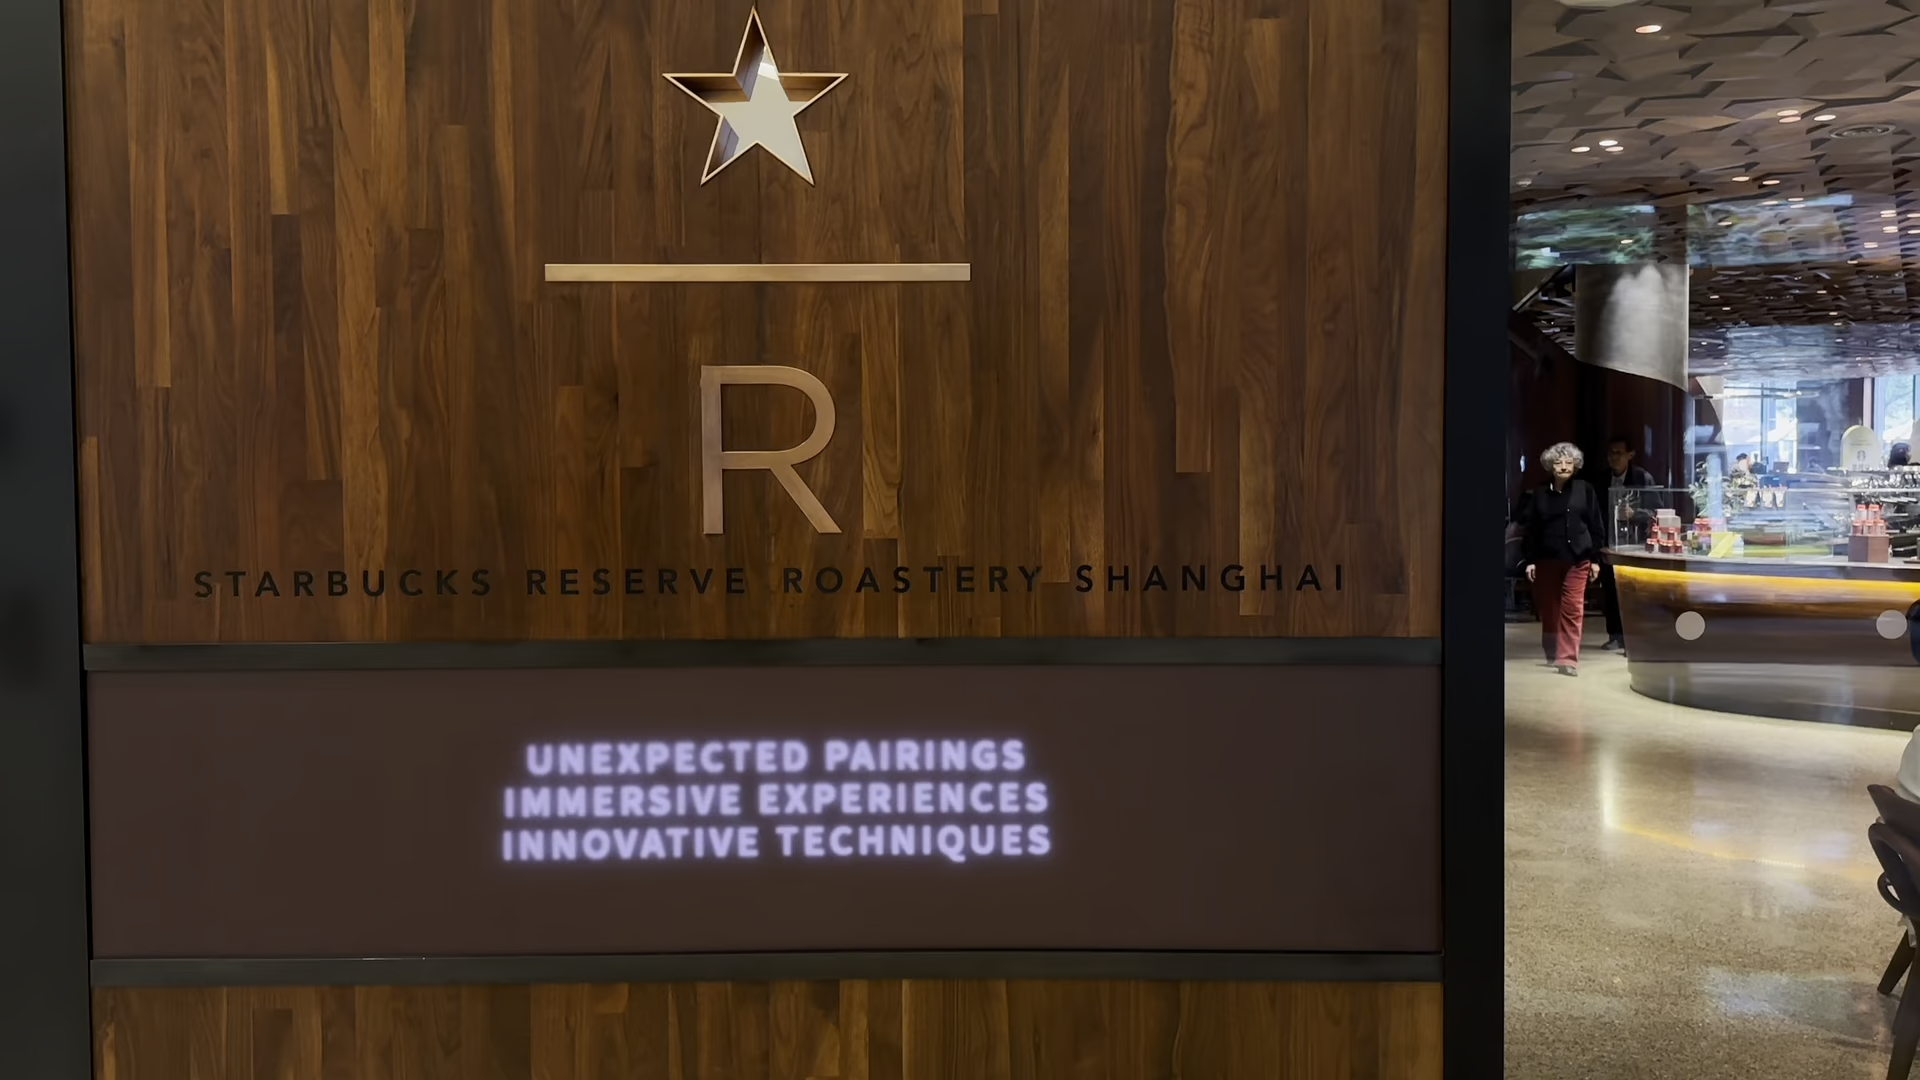 R
STARBUCKS RESERVE ROASTERY SHANGHAI
UNEXPECTED PAIRINGS
IMMERSIVE EXPERIENCES
INNOVATIVE TECHNIQUES